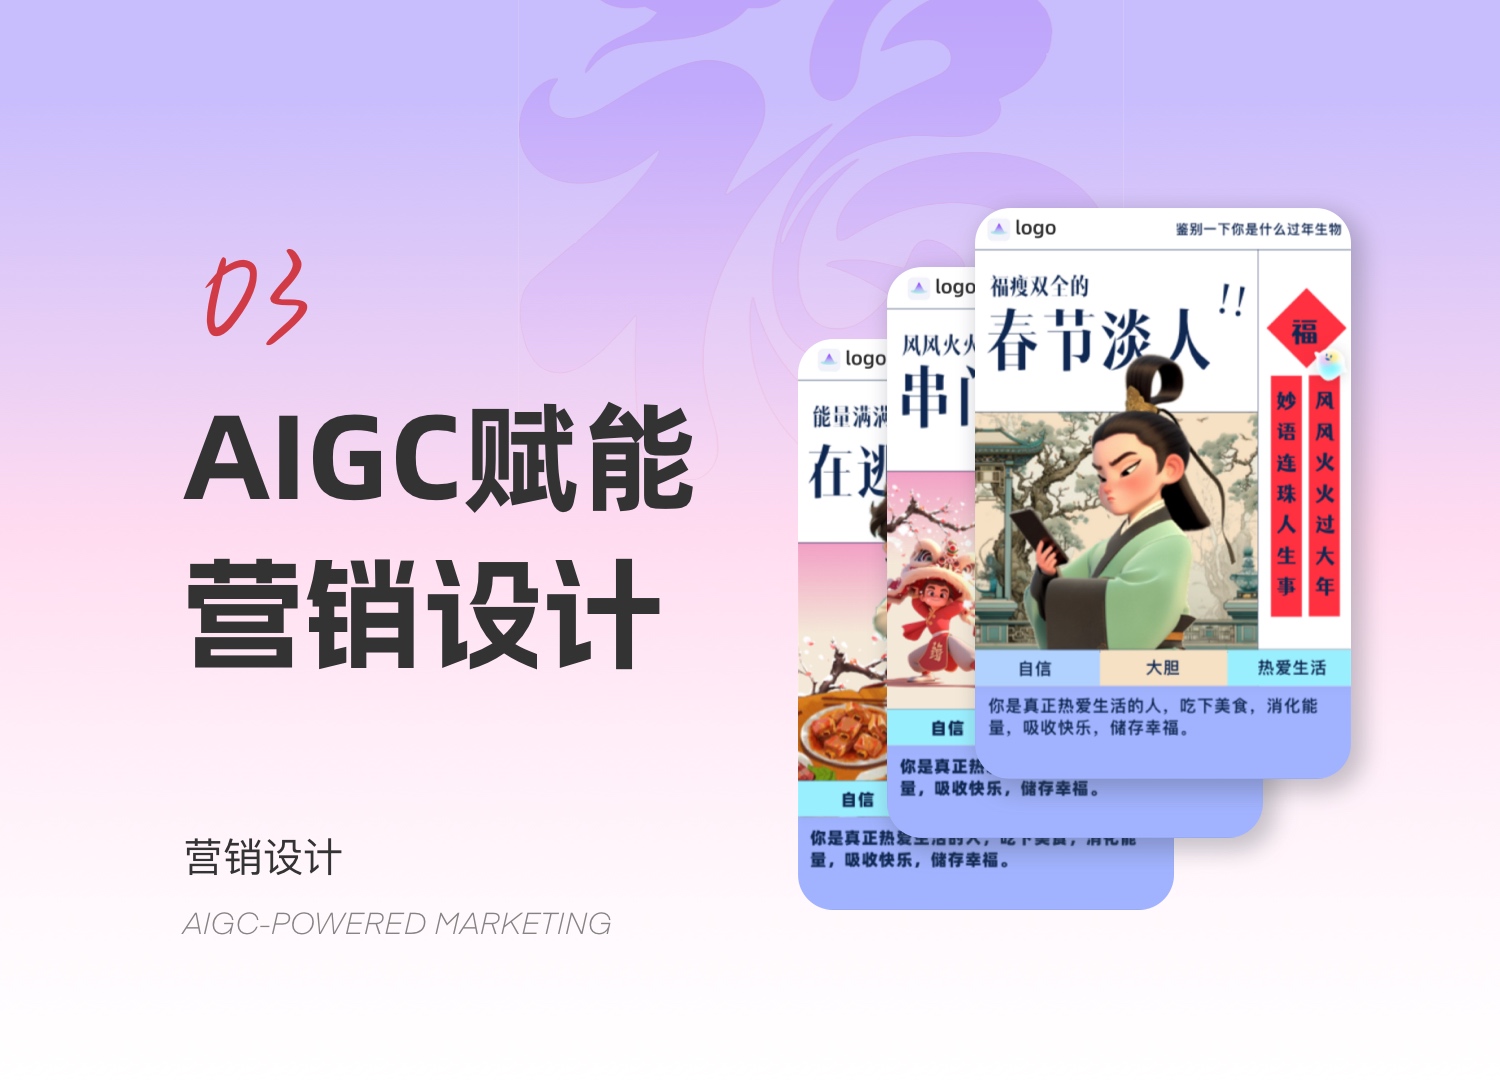 03
AIGC赋能
营销设计
营销设计
AIGC-POWERED MARKETING
logo
能量满满
在逃
自信
你是真正热爱生活的人，吃下美食，消化能
量，吸收快乐，储存幸福。
logo
风风火火
串门
自信
你是真正热
量，吸收快乐，储存幸福。
logo
鉴别一下你是什么过年生物
福瘦双全的
春节淡人!!
福
风风火火过大年
妙语连珠人生事
自信
大胆
热爱生活
你是真正热爱生活的人，吃下美食，消化能
量，吸收快乐，储存幸福。